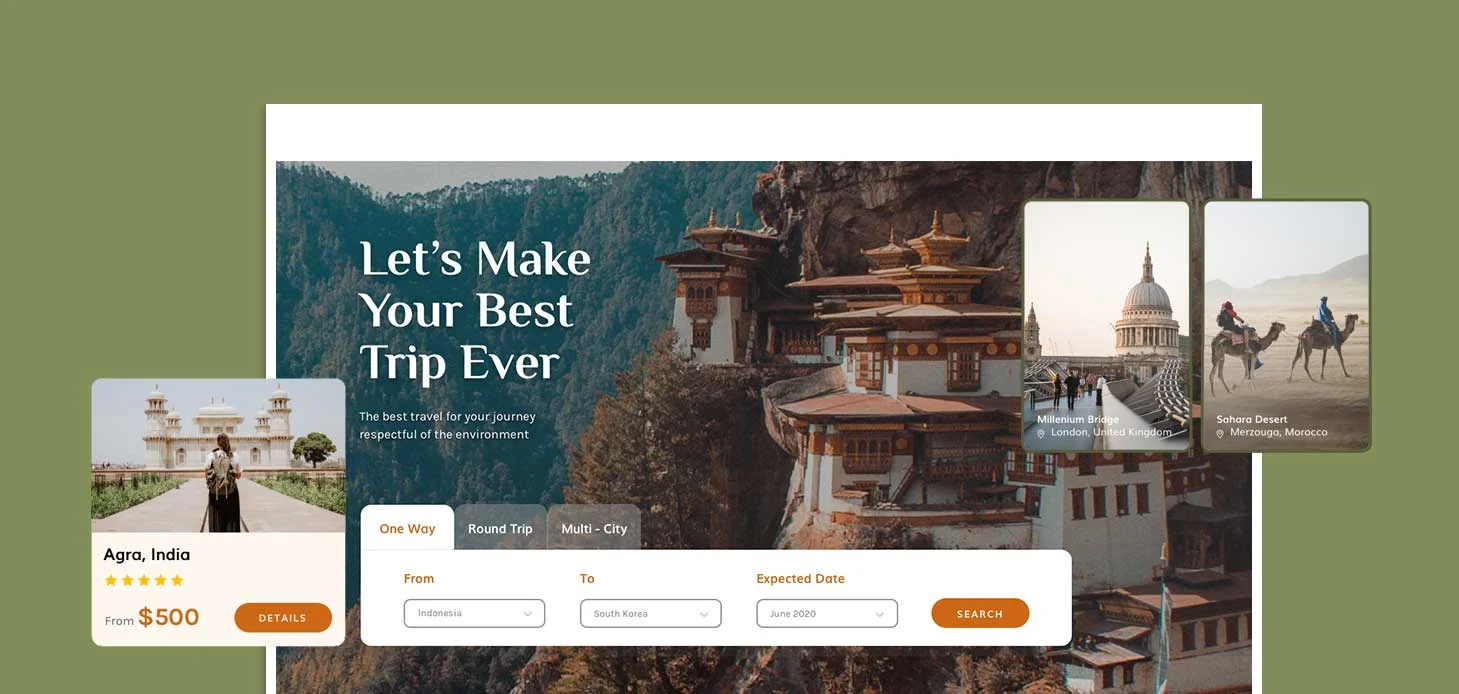 Let's Make
Your Best
Trip Ever
The best travel for your journey
respectful of the environment
Millenium Bridge
London, United Kingdom
Sahara Desert
Merzouga, Morocco
Agra, India
From $500
DETAILS
One Way
Round Trip
Multi - City
From
To
Expected Date
Indonesia
South Korea
June 2020
SEARCH